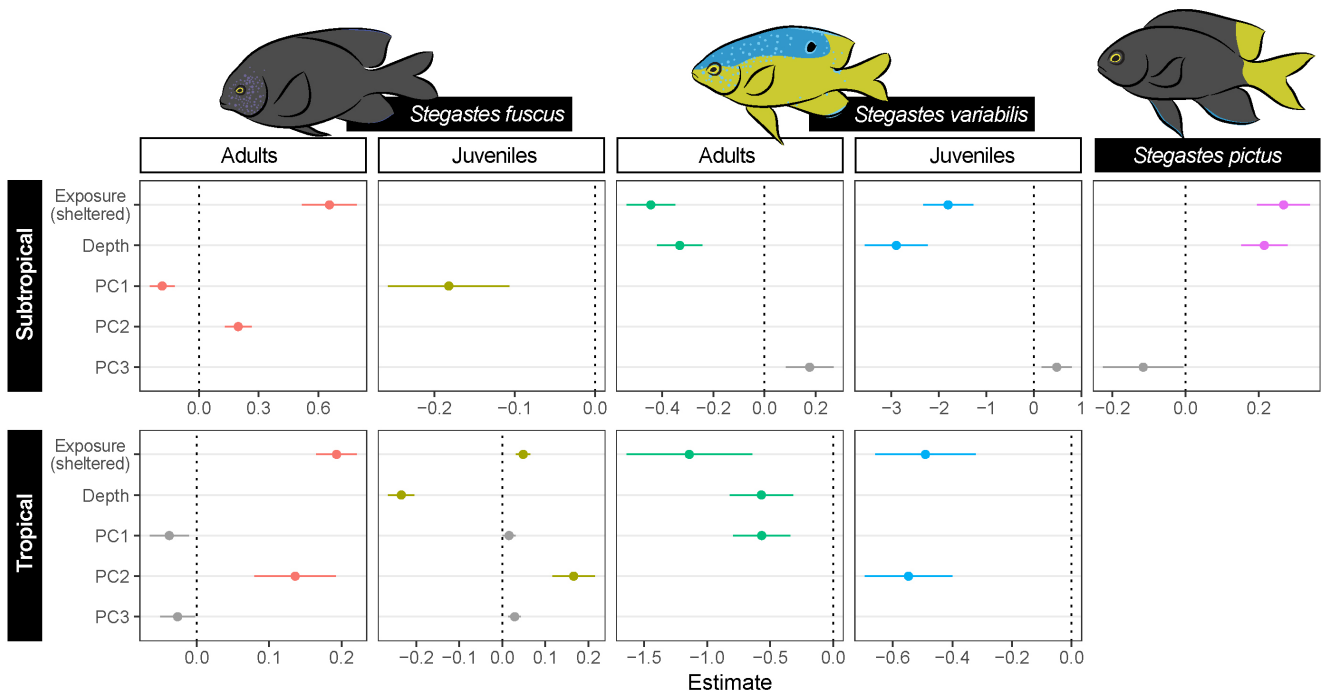 Stegastes fuscus
Stegastes variabilis
Adults
Juveniles
Adults
Juveniles
Stegastes pictus
Subtropical
Exposure
(sheltered)
Depth
PC1
PC2
PC3
0.0 0.3 0.6
−0.2 −0.1 0.0
−0.4 −0.2 0.0 0.2
−3 −2 −1 0 1
−0.2 0.0 0.2
Tropical
Exposure
(sheltered)
Depth
PC1
PC2
PC3
0.0 0.1 0.2
−0.2 −0.1 0.0 0.1 0.2
−1.5 −1.0 −0.5 0.0
−0.6 −0.4 −0.2 0.0
Estimate